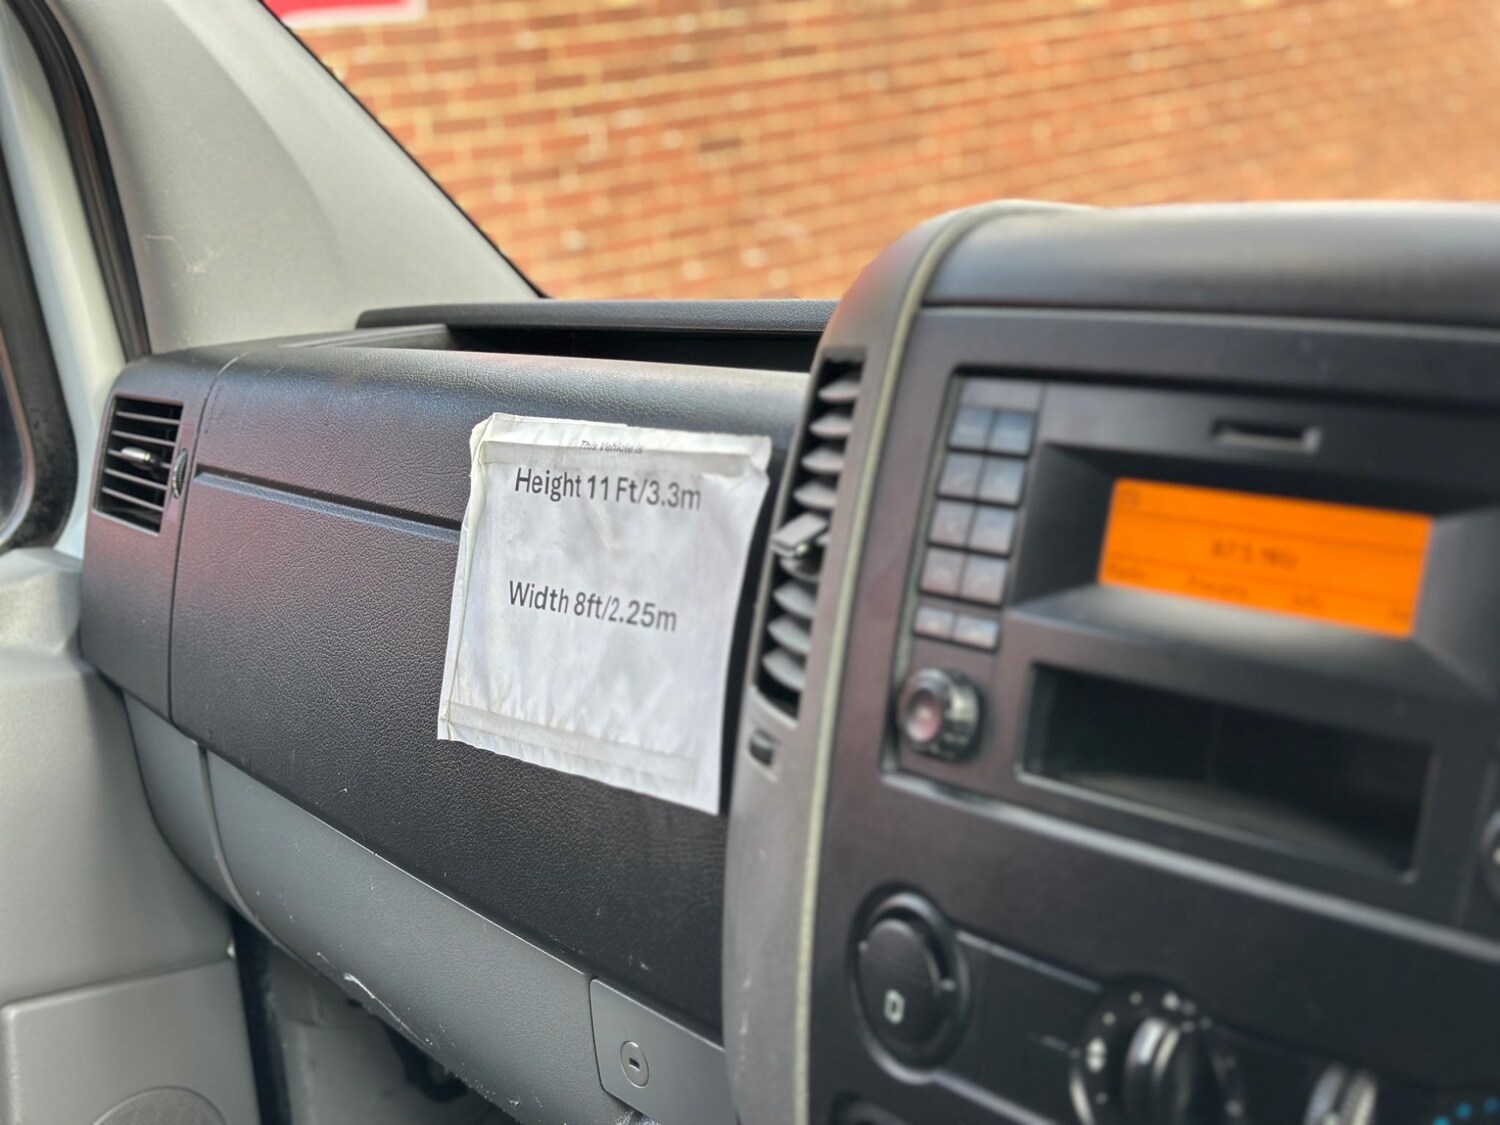 This Vehicle is
Height 11 Ft/3.3m
Width 8ft/2.25m